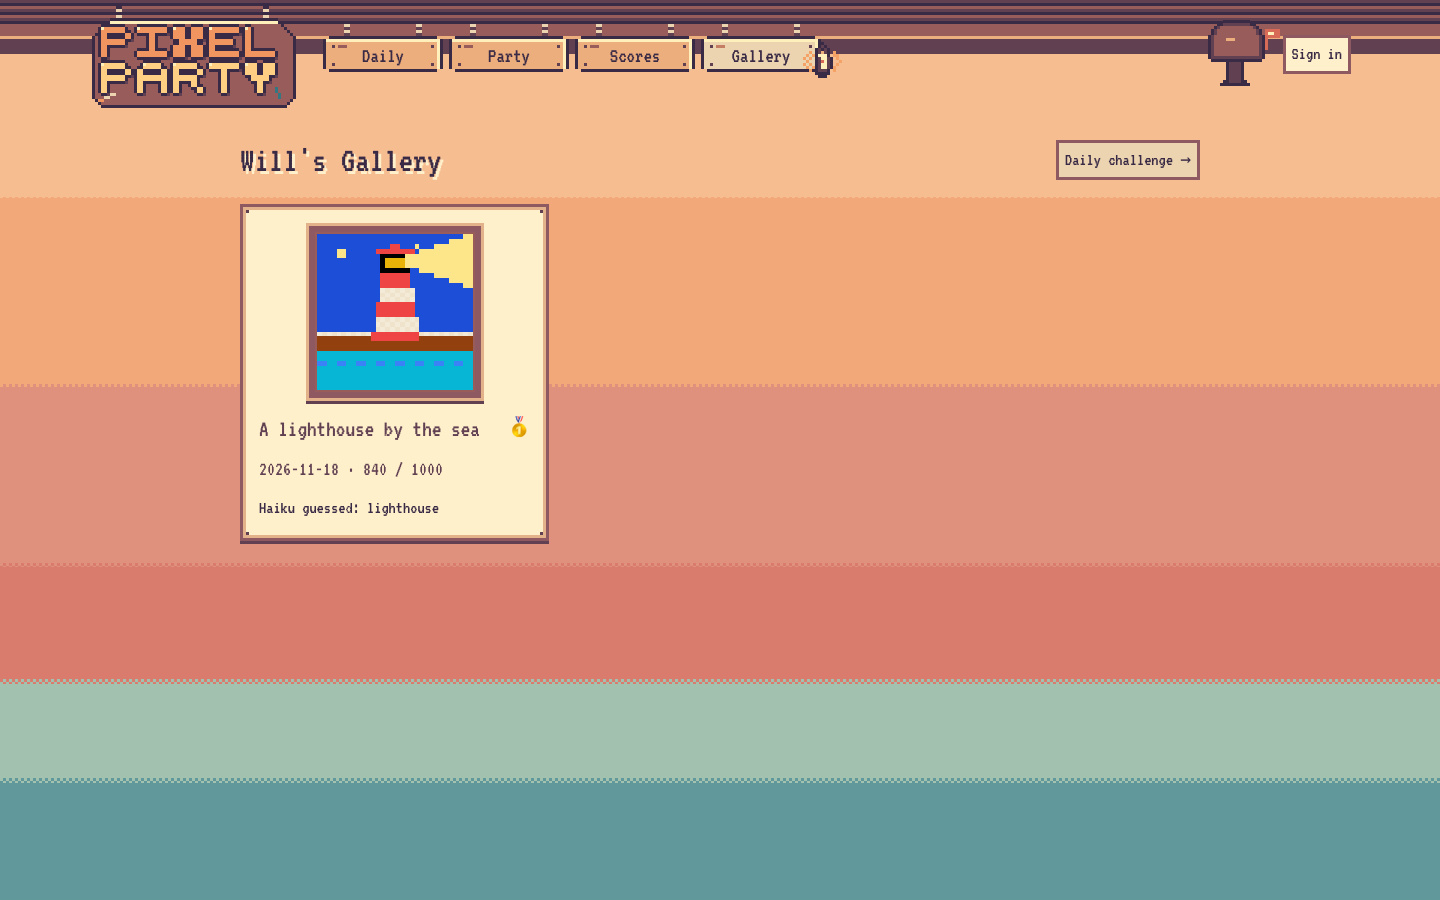 PIXEL
PARTY
Daily
Party
Scores
Gallery
Sign in
Will's Gallery
Daily challenge →
A lighthouse by the sea
2026-11-18 · 840 / 1000
Haiku guessed: lighthouse